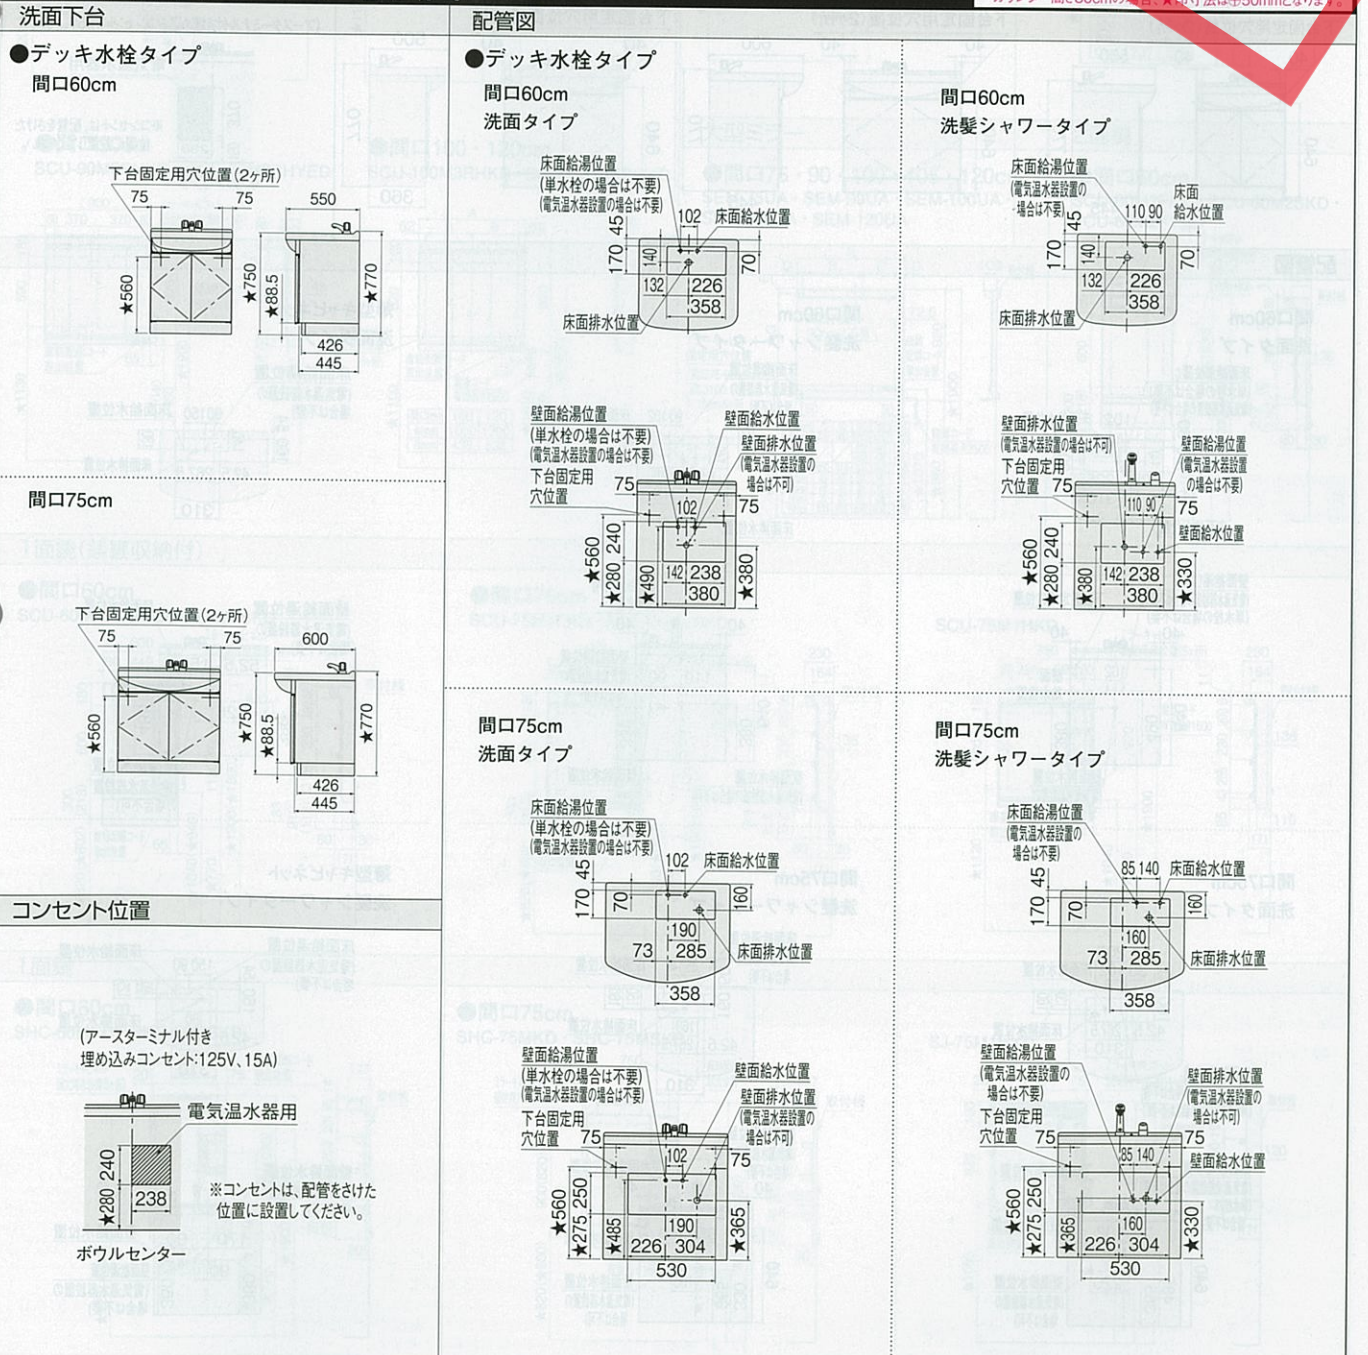 洗面下台
●デッキ水栓タイプ
間口60cm
下台固定用穴位置(2ヶ所)
75
75
550
★560
★750
★88.5
★770
426
445
間口75cm
下台固定用穴位置(2ヶ所)
75
75
600
★560
★750
★88.5
★770
426
445
コンセント位置
(アースターミナル付き
埋め込みコンセント:125V、15A)
電気温水器用
240
★280
238
※コンセントは、配管をさけた
位置に設置してください。
ボウルセンター
配管図
●デッキ水栓タイプ
間口60cm
洗面タイプ
床面給湯位置
(単水栓の場合は不要)
(電気温水器設置の場合は不要)
102
床面給水位置
45
170
140
70
132
226
358
床面排水位置
壁面給湯位置
(単水栓の場合は不要)
(電気温水器設置の場合は不要)
下台固定用
穴位置
壁面給水位置
壁面排水位置
(電気温水器設置の
場合は不可)
75
75
102
★560
240
★280
★490
142
238
380
★380
間口60cm
洗髪シャワータイプ
床面給湯位置
(電気温水器設置の
場合は不要)
床面
給水位置
45
110 90
170
140
70
132
226
358
床面排水位置
壁面排水位置
(電気温水器設置の場合は不可)
下台固定用
穴位置
壁面給湯位置
(電気温水器設置
の場合は不要)
75
75
110 90
壁面給水位置
★560
240
★280
★380
142
238
380
★330
間口75cm
洗面タイプ
床面給湯位置
(単水栓の場合は不要)
(電気温水器設置の場合は不要)
102
床面給水位置
45
170
70
160
190
73
285
床面排水位置
358
壁面給湯位置
(単水栓の場合は不要)
(電気温水器設置の場合は不要)
下台固定用
穴位置
壁面給水位置
壁面排水位置
(電気温水器設置の
場合は不可)
75
75
102
★560
250
★275
★485
190
226
304
530
★365
間口75cm
洗髪シャワータイプ
床面給湯位置
(電気温水器設置の
場合は不要)
85 140
床面給水位置
45
170
70
160
160
73
285
床面排水位置
358
壁面給湯位置
(電気温水器設置の
場合は不要)
下台固定用
穴位置
壁面排水位置
(電気温水器設置の
場合は不可)
75
75
85 140
壁面給水位置
★560
250
★275
★365
160
226
304
530
★330